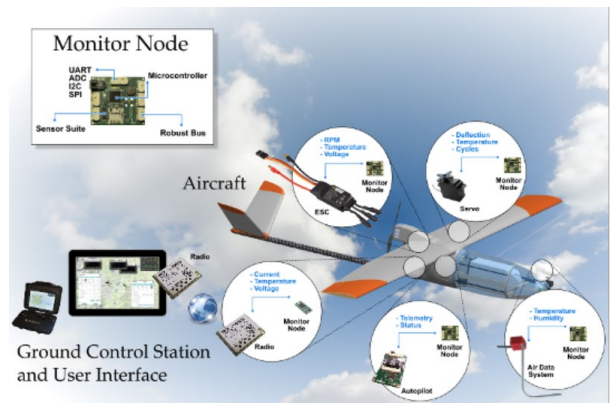 Monitor Node
UART
ADC
I2C
SPI
Microcontroller
Sensor Suite
Robust Bus
Aircraft
- RPM
- Temperature
- Voltage
Monitor
Node
ESC
- Deflection
- Temperature
- Cycles
Monitor
Node
Servo
Radio
- Current
- Temperature
- Voltage
Monitor
Node
Radio
- Telemetry
- Status
Monitor
Node
Autopilot
- Temperature
- Humidity
Monitor
Node
Air Data
System
Ground Control Station
and User Interface